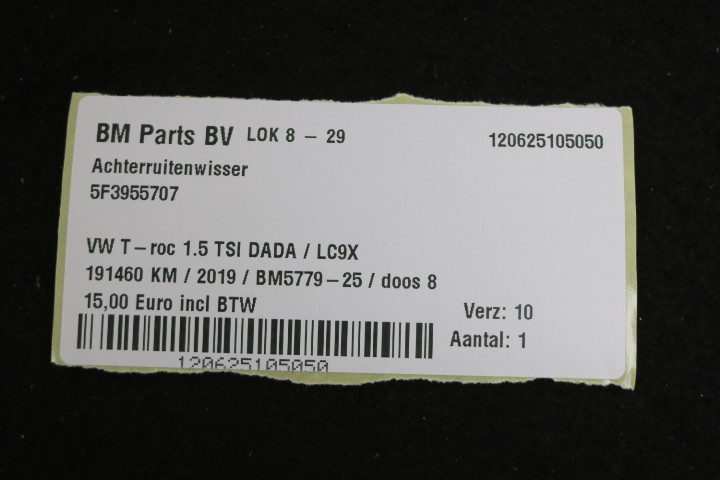 BM Parts BV LOK 8 - 29 120625105050
Achterruitenwisser
5F3955707
VW T-roc 1.5 TSI DADA / LC9X
191460 KM / 2019 / BM5779-25 / doos 8
15,00 Euro incl BTW
Verz: 10
Aantal: 1
120625105050